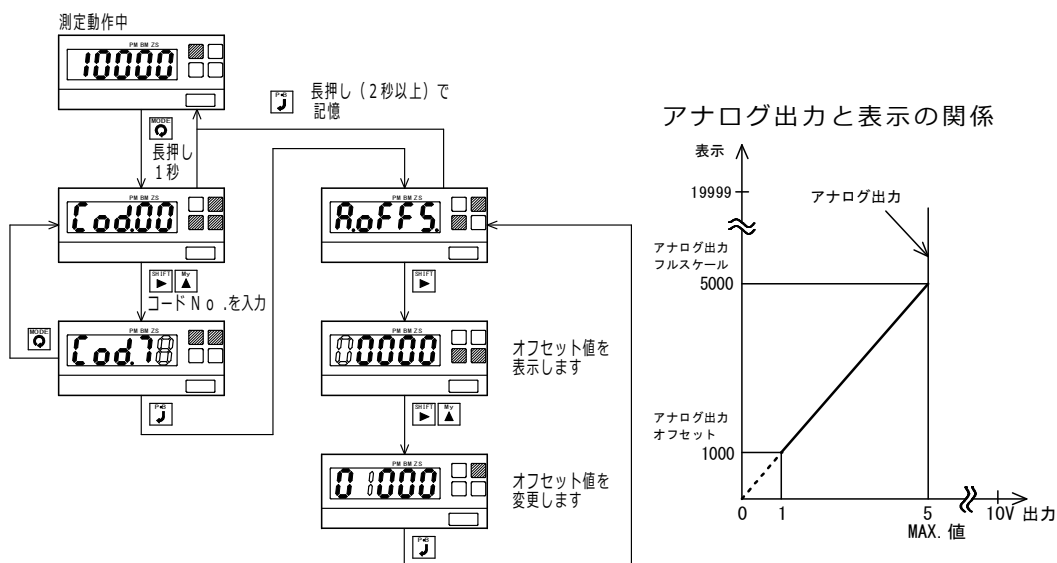 測定動作中
PM BM ZS
10000
MODE
長押し
1秒
P•B
長押し(2秒以上)で
記憶
PM BM ZS
Cod.00
SHIFT My
コードNo.を入力
MODE
PM BM ZS
Cod.78
P•B
PM BM ZS
A.oFFS.
SHIFT
PM BM ZS
00000
オフセット値を
表示します
SHIFT My
PM BM ZS
01000
オフセット値を
変更します
P•B
アナログ出力と表示の関係
表示
19999
アナログ出力
アナログ出力
フルスケール
5000
アナログ出力
オフセット
1000
0 1 5 10V 出力
MAX. 値